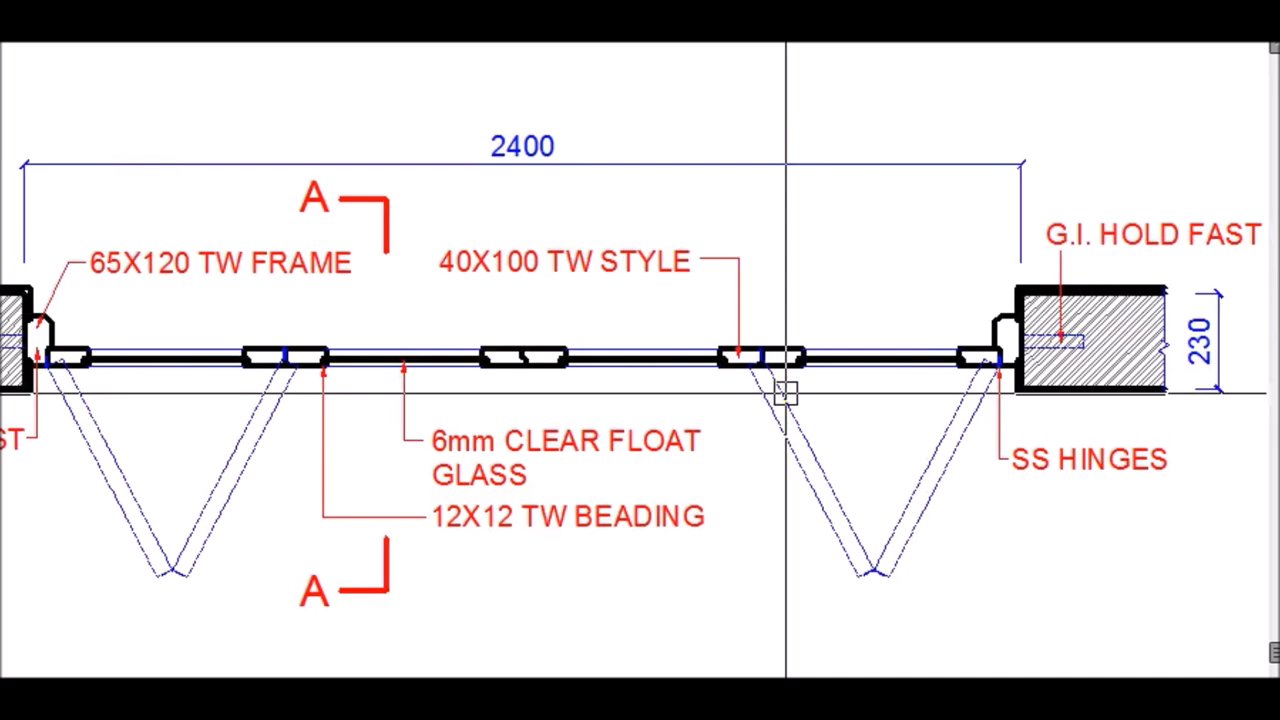 2400
A
G.I. HOLD FAST
65X120 TW FRAME
40X100 TW STYLE
230
6mm CLEAR FLOAT
GLASS
SS HINGES
12X12 TW BEADING
A